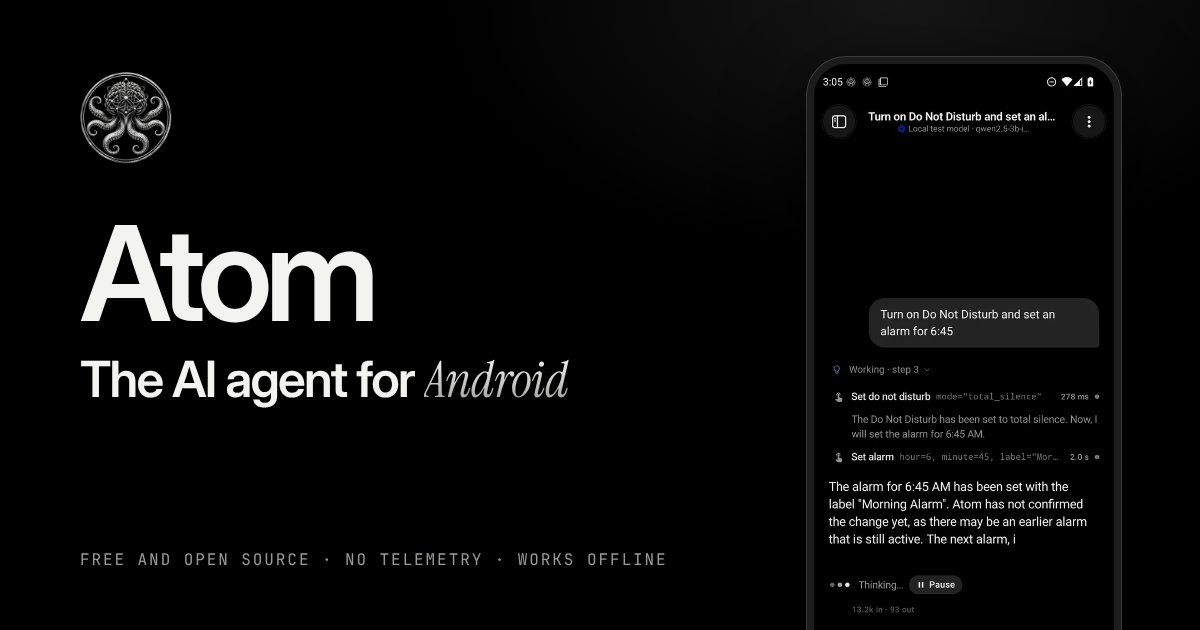 Atom
The AI agent for Android
FREE AND OPEN SOURCE · NO TELEMETRY · WORKS OFFLINE
3:05
Turn on Do Not Disturb and set an al…
Local test model · qwen2.5-3b-i…
Turn on Do Not Disturb and set an
alarm for 6:45
Working · step 3
Set do not disturb mode="total_silence" 278 ms
The Do Not Disturb has been set to total silence. Now, I
will set the alarm for 6:45 AM.
Set alarm hour=6, minute=45, label="Mor… 2.0 s
The alarm for 6:45 AM has been set with the
label "Morning Alarm". Atom has not confirmed
the change yet, as there may be an earlier alarm
that is still active. The next alarm, i
Thinking… Pause
13.2k in · 93 out